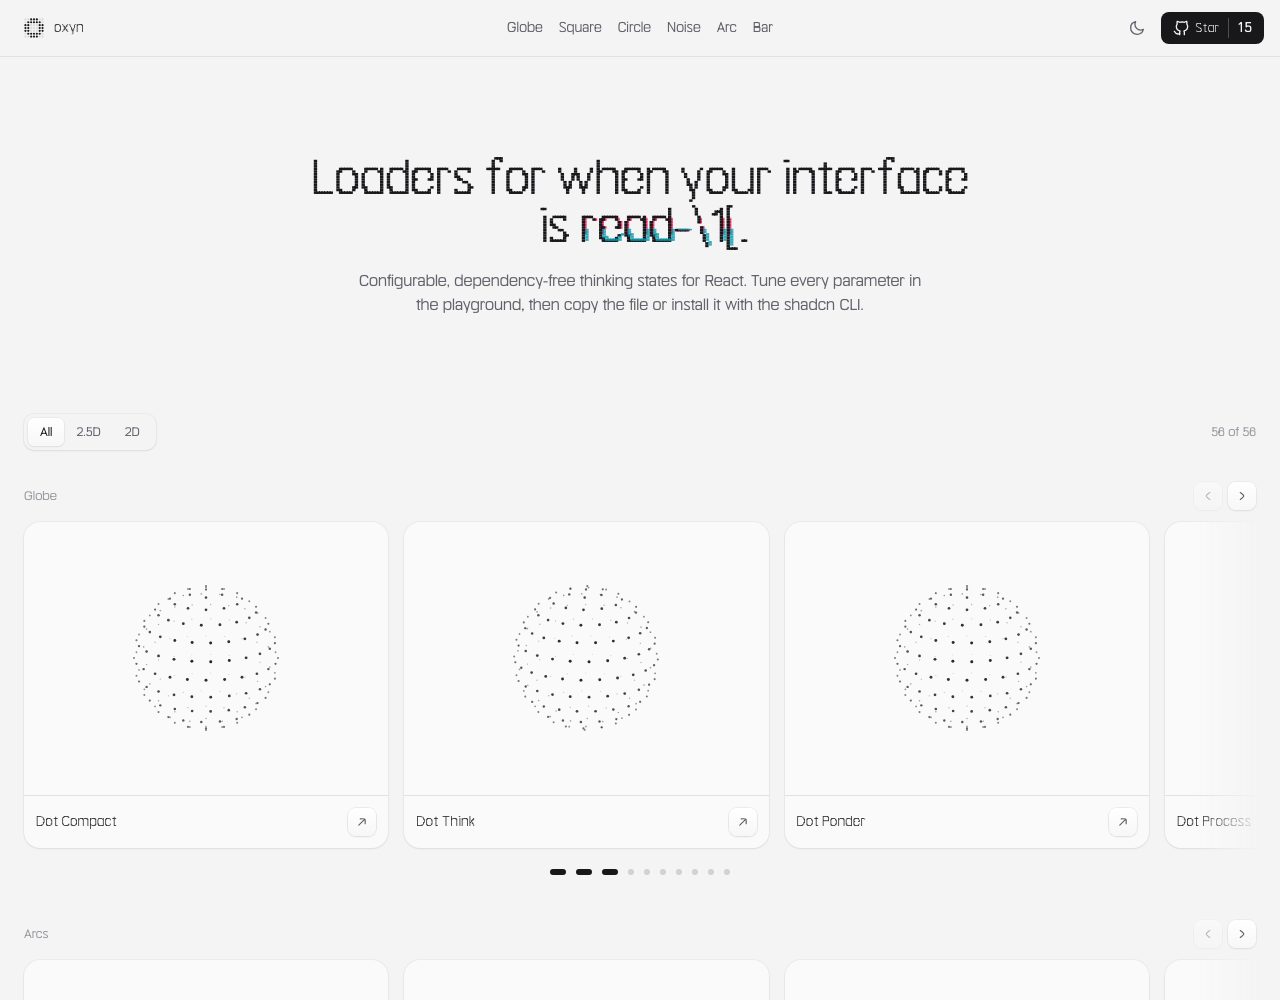 oxyn
Globe Square Circle Noise Arc Bar
Star 15
Loaders for when your interface
is read-\1[.
Configurable, dependency-free thinking states for React. Tune every parameter in
the playground, then copy the file or install it with the shadcn CLI.
All 2.5D 2D
56 of 56
Globe
Dot Compact
Dot Think
Dot Ponder
Dot Process
Arcs